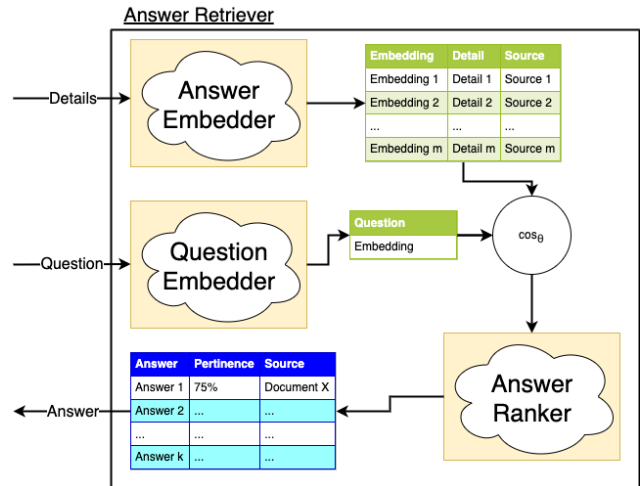 Answer Retriever
Details
Answer
Embedder
Embedding Detail Source
Embedding 1 Detail 1 Source 1
Embedding 2 Detail 2 Source 2
... ... ...
Embedding m Detail m Source m
Question
Question
Embedder
Question
Embedding
cosθ
Answer
Ranker
Answer Pertinence Source
Answer 1 75% Document X
Answer 2 ... ...
... ... ...
Answer k ... ...
Answer